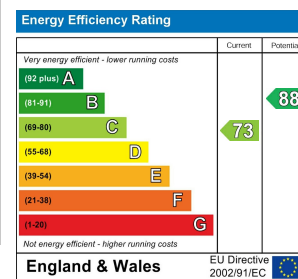 Energy Efficiency Rating
Current
Very energy efficient - lower running costs
(92 plus) A
(81-91) B
88
(69-80) C
73
(55-68) D
(39-54) E
(21-38) F
(1-20) G
Not energy efficient - higher running costs
England & Wales
EU Directive
2002/91/EC